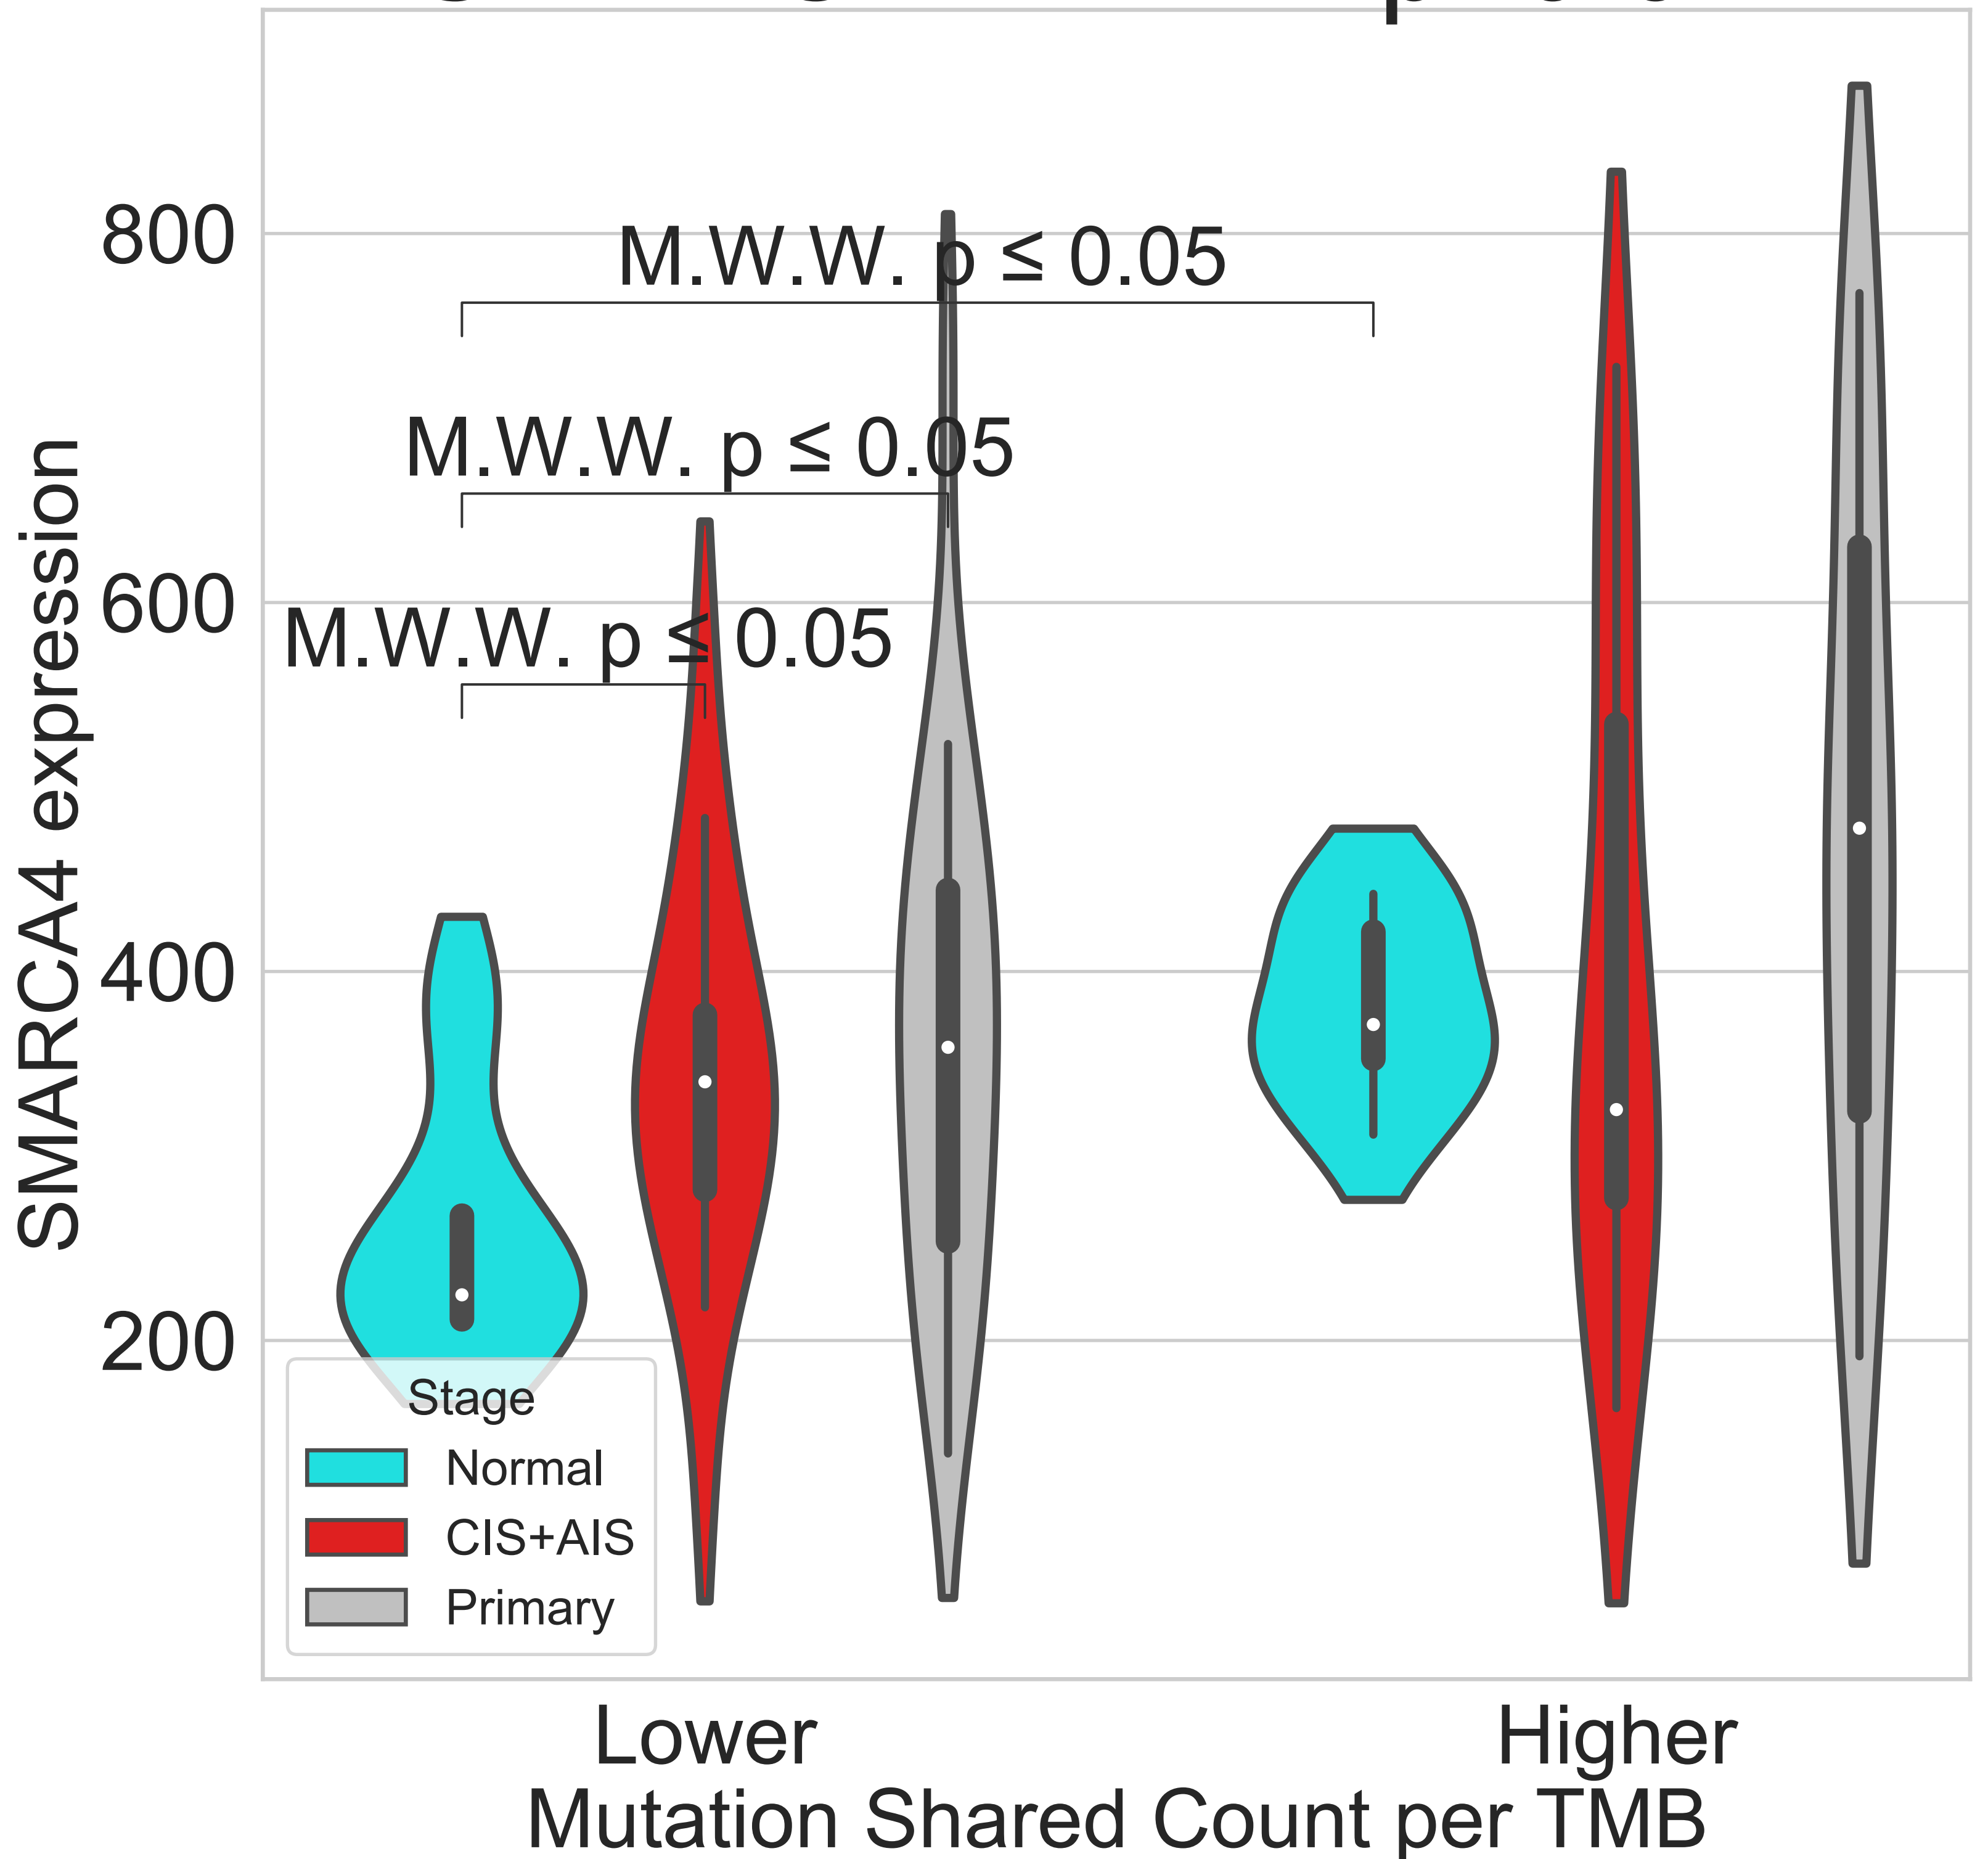 M.W.W. p ≤ 0.05
M.W.W. p ≤ 0.05
M.W.W. p ≤ 0.05
SMARCA4 expression
800
600
400
200
Stage
Normal
CIS+AIS
Primary
Lower
Higher
Mutation Shared Count per TMB